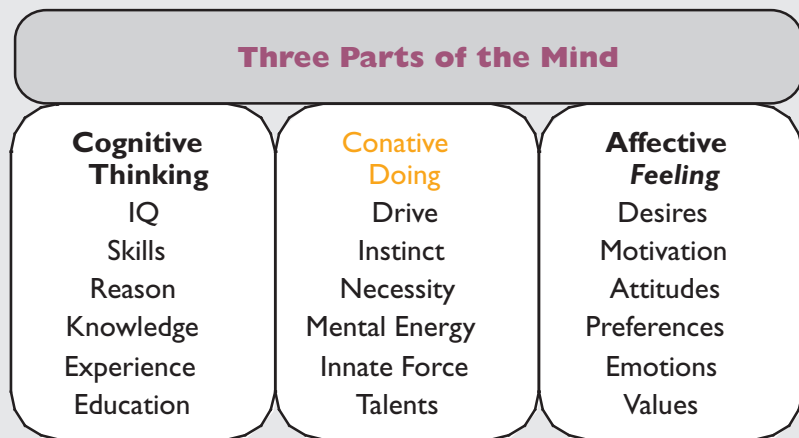 Three Parts of the Mind
Cognitive
Thinking
IQ
Skills
Reason
Knowledge
Experience
Education
Conative
Doing
Drive
Instinct
Necessity
Mental Energy
Innate Force
Talents
Affective
Feeling
Desires
Motivation
Attitudes
Preferences
Emotions
Values